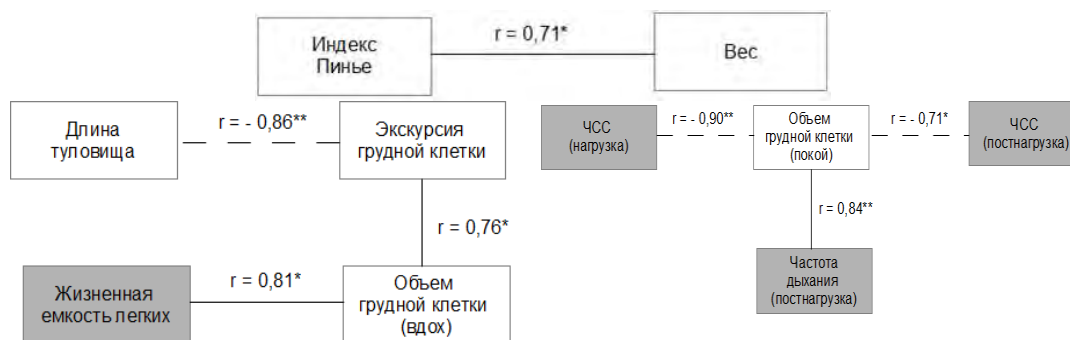 Индекс
Пинье
r = 0,71*
Вес
Длина
туловища
r = - 0,86**
Экскурсия
грудной клетки
r = 0,76*
Жизненная
емкость легких
r = 0,81*
Объем
грудной клетки
(вдох)
ЧСС
(нагрузка)
r = - 0,90**
Объем
грудной клетки
(покой)
r = - 0,71*
ЧСС
(постнагрузка)
r = 0,84**
Частота
дыхания
(постнагрузка)